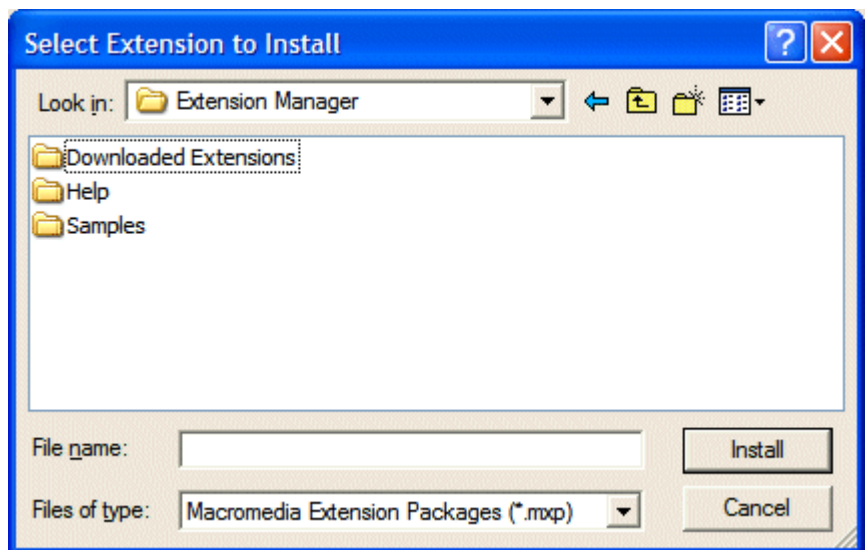 Select Extension to Install
Look in: Extension Manager
Downloaded Extensions
Help
Samples
File name: Install
Files of type: Macromedia Extension Packages (*.mxp) Cancel